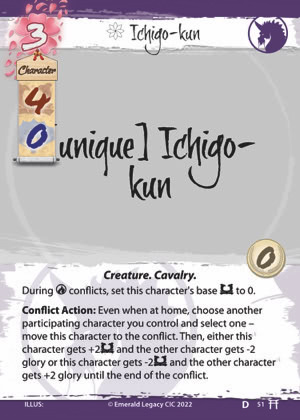 3
Ichigo-kun
Character
4
0
unique] Ichigo-
kun
0
Creature. Cavalry.
During conflicts, set this character's base to 0.
Conflict Action: Even when at home, choose another
participating character you control and select one –
move this character to the conflict. Then, either this
character gets +2 and the other character gets -2
glory or this character gets -2 and the other character
gets +2 glory until the end of the conflict.
ILLUS:
© Emerald Legacy CIC 2022
D 51